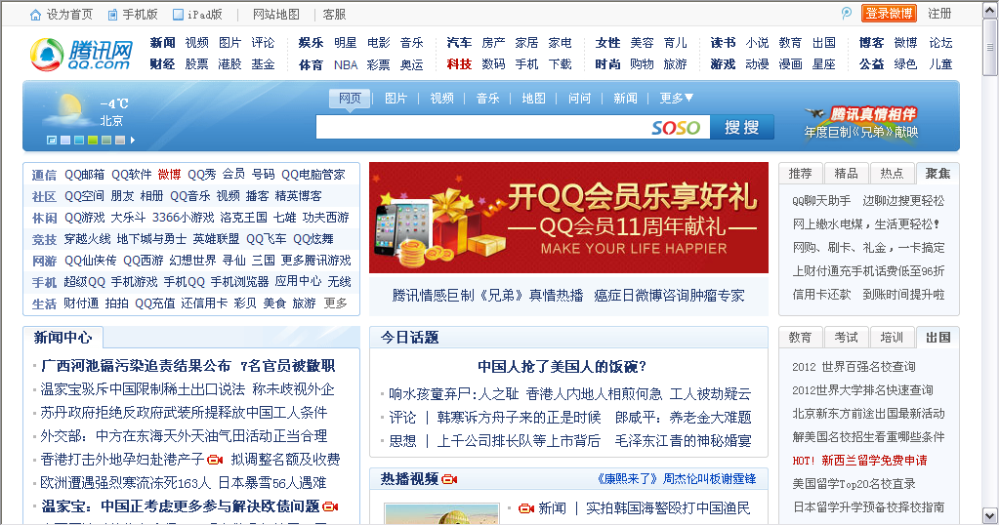 设为首页 手机版 iPad版 网站地图 客服 登录微博 注册
腾讯网 QQ.com
新闻 视频 图片 评论 娱乐 明星 电影 音乐 汽车 房产 家居 家电 女性 美容 育儿 读书 小说 教育 出国 博客 微博 论坛
财经 股票 港股 基金 体育 NBA 彩票 奥运 科技 数码 手机 下载 时尚 购物 旅游 游戏 动漫 漫画 星座 公益 绿色 儿童
-4℃
北京
网页 图片 视频 音乐 地图 问问 新闻 更多▼
SOSO 搜搜
腾讯真情相伴
年度巨制《兄弟》献映
通信 QQ邮箱 QQ软件 微博 QQ秀 会员 号码 QQ电脑管家
社区 QQ空间 朋友 相册 QQ音乐 视频 播客 精英博客
休闲 QQ游戏 大乐斗 3366小游戏 洛克王国 七雄 功夫西游
竞技 穿越火线 地下城与勇士 英雄联盟 QQ飞车 QQ炫舞
网游 QQ仙侠传 QQ西游 幻想世界 寻仙 三国 更多腾讯游戏
手机 超级QQ 手机游戏 手机QQ 手机浏览器 应用中心 无线
生活 财付通 拍拍 QQ充值 还信用卡 彩贝 美食 旅游 更多
开QQ会员乐享好礼
QQ会员11周年献礼
MAKE YOUR LIFE HAPPIER
腾讯情感巨制《兄弟》真情热播 癌症日微博咨询肿瘤专家
推荐 精品 热点 聚焦
QQ聊天助手 边聊边搜更轻松
网上缴水电煤，生活更轻松!
网购、刷卡、礼金，一卡搞定
上财付通充手机话费低至96折
信用卡还款 到账时间提升啦
新闻中心
广西河池镉污染追责结果公布 7名官员被撤职
温家宝驳斥中国限制稀土出口说法 称未歧视外企
苏丹政府拒绝反政府武装所提释放中国工人条件
外交部：中方在东海天外天油气田活动正当合理
香港打击外地孕妇赴港产子 拟调整名额及收费
欧洲遭遇强烈寒流冻死163人 日本暴雪56人遇难
温家宝：中国正考虑更多参与解决欧债问题
今日话题
中国人抢了美国人的饭碗？
响水孩童弃尸:人之耻 香港人内地人相煎何急 工人被劫疑云
评论 | 韩寒诉方舟子来的正是时候 郎咸平：养老金大难题
思想 | 上千公司排长队等上市背后 毛泽东江青的神秘婚宴
热播视频 《康熙来了》周杰伦叫板谢霆锋
新闻 | 实拍韩国海警殴打中国渔民
教育 考试 培训 出国
2012 世界百强名校查询
2012世界大学排名快速查询
北京新东方前途出国最新活动
解美国名校招生看重哪些条件
HOT! 新西兰留学免费申请
美国留学Top20名校直录
日本留学升学预备校择校指南